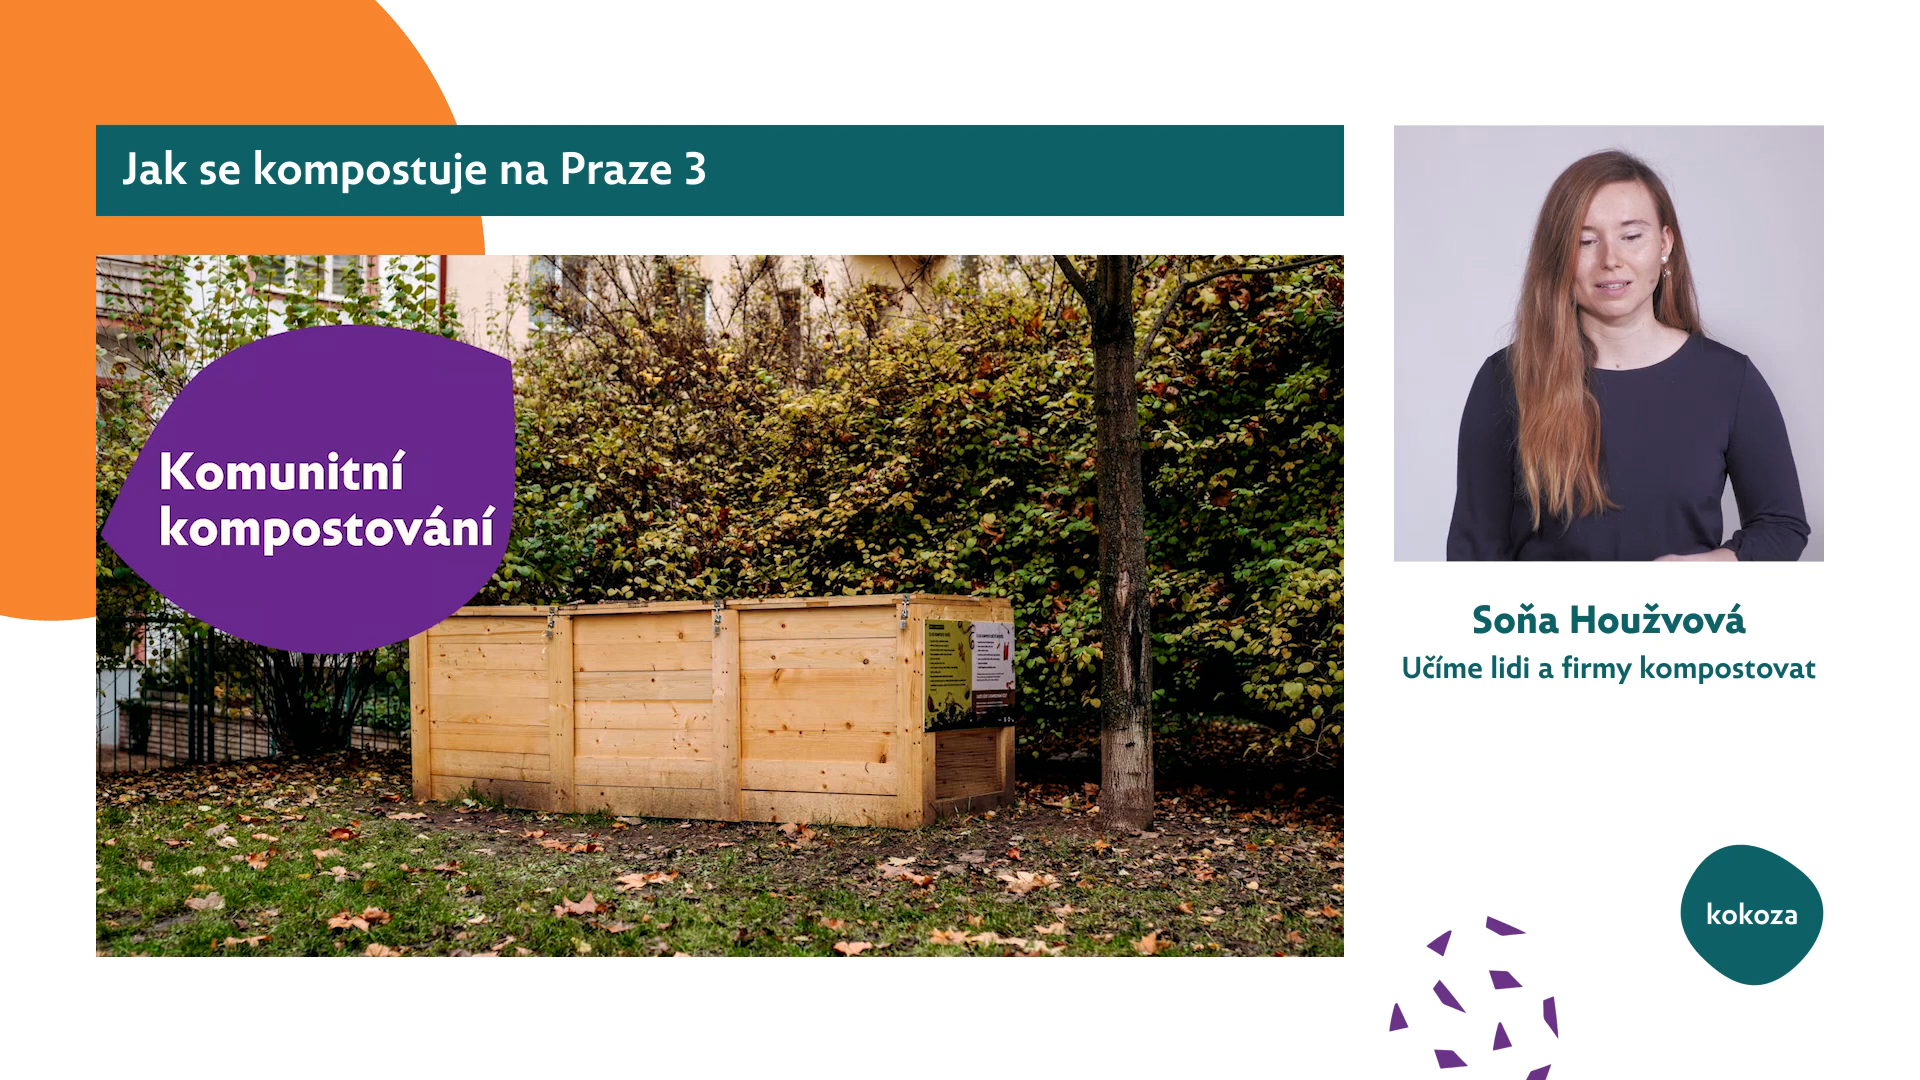 Jak se kompostuje na Praze 3
Komunitní
kompostování
Soňa Houžvová
Učíme lidi a firmy kompostovat
kokoza